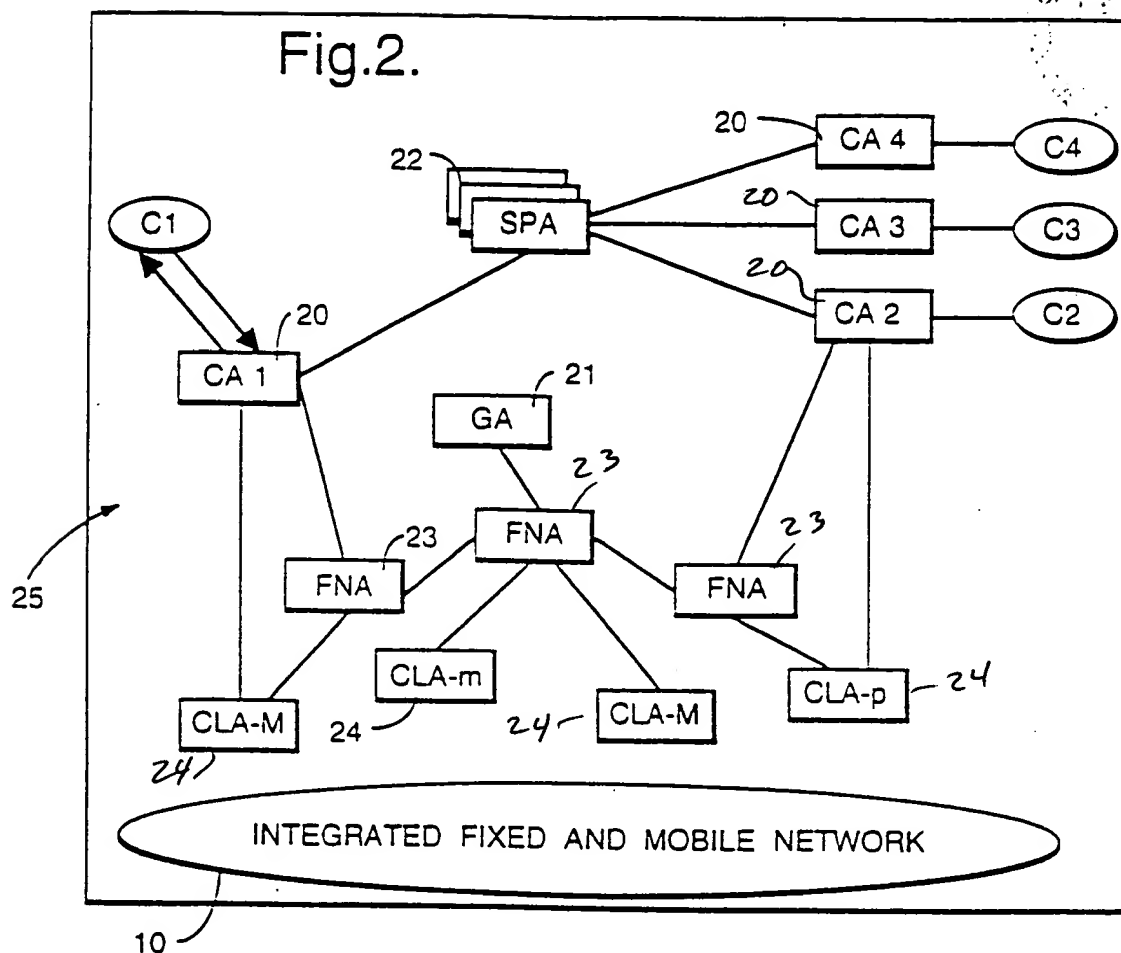 Fig.2.
20
CA 4
C4
22
SPA
20
CA 3
C3
C1
20
CA 2
C2
20
CA 1
21
GA
23
FNA
23
FNA
23
FNA
25
CLA-m
24
CLA-p
24
CLA-M
24
24
CLA-M
INTEGRATED FIXED AND MOBILE NETWORK
10